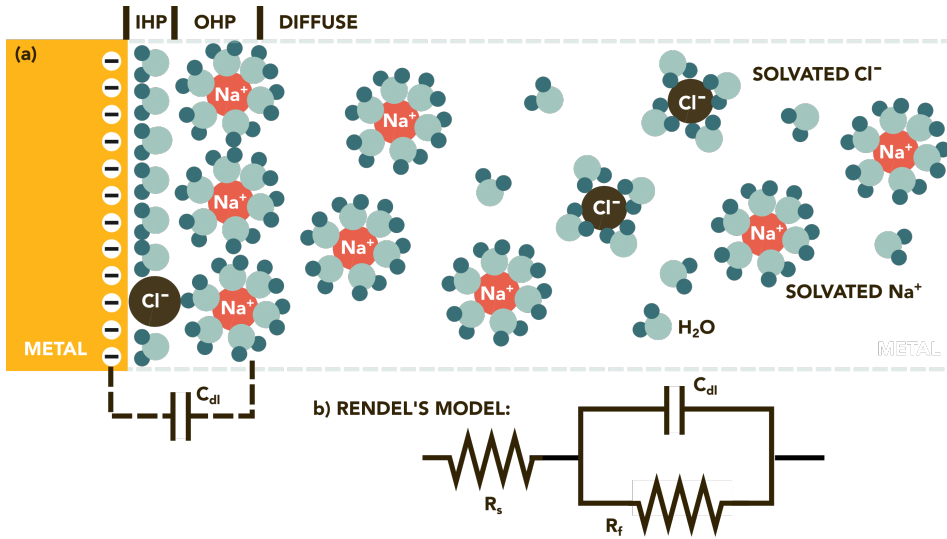 IHP OHP DIFFUSE
(a)
SOLVATED Cl⁻
Na⁺
Na⁺
Cl⁻
Na⁺
Na⁺
Cl⁻
Na⁺
Na⁺
Na⁺
Cl⁻
Na⁺
SOLVATED Na⁺
H₂O
METAL
METAL
C_dl
C_dl
b) RENDEL'S MODEL:
R_s
R_f